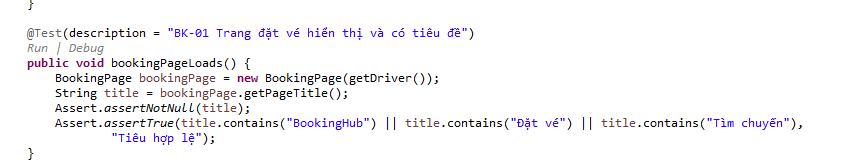 }
@Test(description = "BK-01 Trang đặt vé hiển thị và có tiêu đề")
Run | Debug
public void bookingPageLoads() {
BookingPage bookingPage = new BookingPage(getDriver());
String title = bookingPage.getPageTitle();
Assert.assertNotNull(title);
Assert.assertTrue(title.contains("BookingHub") || title.contains("Đặt vé") || title.contains("Tìm chuyến"),
"Tiêu hợp lệ");
}